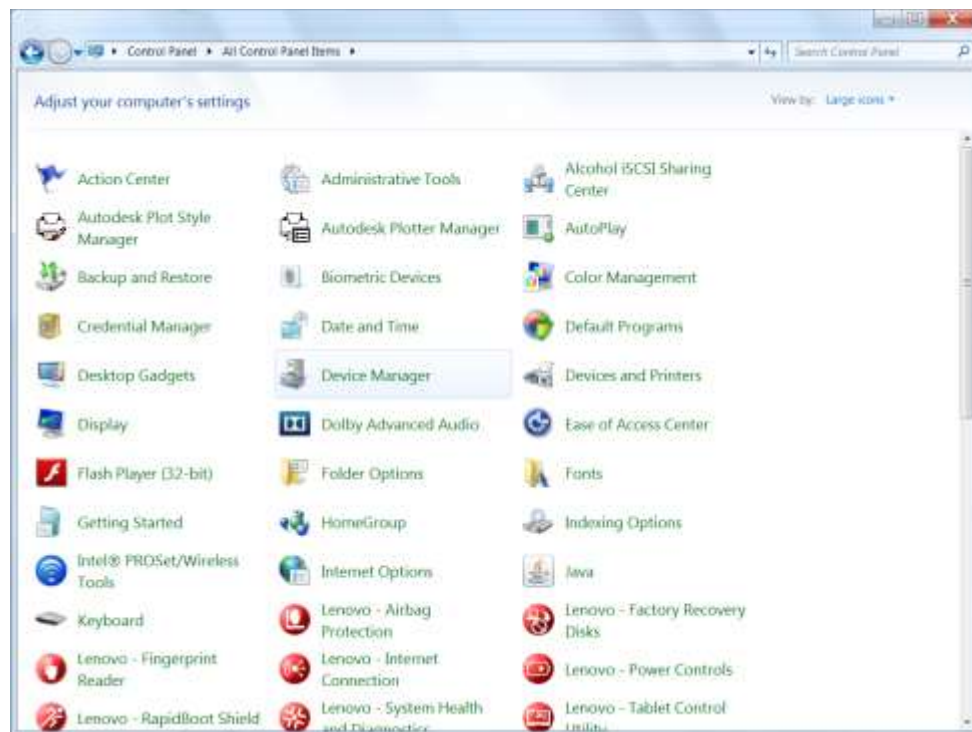 Control Panel ▸ All Control Panel Items ▸
Search Control Panel
Adjust your computer's settings
View by: Large icons
Action Center
Administrative Tools
Alcohol iSCSI Sharing
Center
Autodesk Plot Style
Manager
Autodesk Plotter Manager
AutoPlay
Backup and Restore
Biometric Devices
Color Management
Credential Manager
Date and Time
Default Programs
Desktop Gadgets
Device Manager
Devices and Printers
Display
Dolby Advanced Audio
Ease of Access Center
Flash Player (32-bit)
Folder Options
Fonts
Getting Started
HomeGroup
Indexing Options
Intel® PROSet/Wireless
Tools
Internet Options
Java
Keyboard
Lenovo - Airbag
Protection
Lenovo - Factory Recovery
Disks
Lenovo - Fingerprint
Reader
Lenovo - Internet
Connection
Lenovo - Power Controls
Lenovo - RapidBoot Shield
Lenovo - System Health
and Diagnostics
Lenovo - Tablet Control
Utility